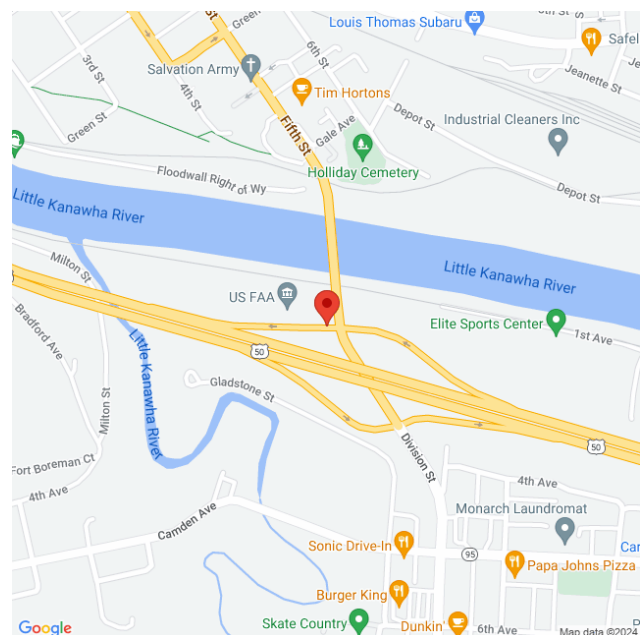 St
Green
Louis Thomas Subaru
6th St
Safel
Jeanette St
3rd St
Salvation Army
4th St
Tim Hortons
Depot St
Industrial Cleaners Inc
Green St
Fifth St
Gale Ave
Holliday Cemetery
Floodwall Right of Wy
Depot St
Little Kanawha River
Milton St
Little Kanawha River
US FAA
Elite Sports Center
1st Ave
Bradford Ave
50
Little Kanawha River
Gladstone St
Milton St
Division St
50
Fort Boreman Ct
4th Ave
4th Ave
Camden Ave
Monarch Laundromat
Sonic Drive-In
95
Car
Papa Johns Pizza
Burger King
Skate Country
Dunkin'
6th Ave
Google
Map data ©2024